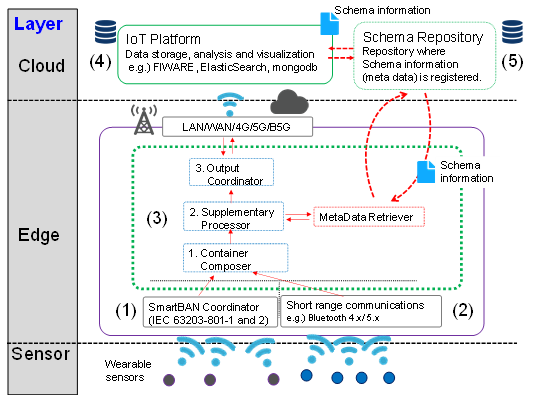 Layer
Schema information
Cloud
(4)
IoT Platform
Data storage, analysis and visualization
e.g.) FIWARE , ElasticSearch, mongodb
Schema Repository
Repository where
Schema information
(meta data) is registered.
(5)
Edge
LAN/WAN/4G/5G/B5G
3. Output
Coordinator
Schema
information
(3)
2. Supplementary
Processor
MetaData Retriever
1. Container
Composer
(1)
SmartBAN Coordinator
(IEC 63203-801-1 and 2)
Short range communications
e.g.) Bluetooth 4.x/5.x
(2)
Sensor
Wearable
sensors